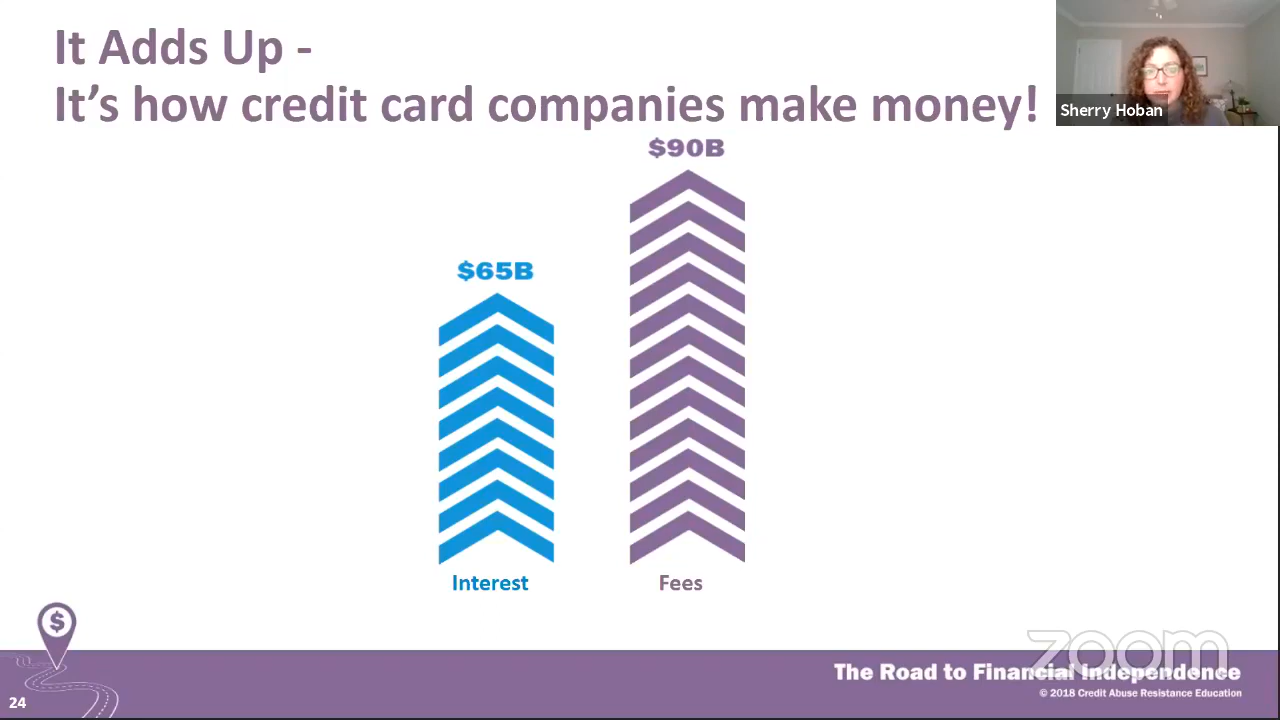 It Adds Up -
It's how credit card companies make money!
Sherry Hoban
$90B
$65B
Interest
Fees
$
zoom
The Road to Financial Independence
© 2018 Credit Abuse Resistance Education
24